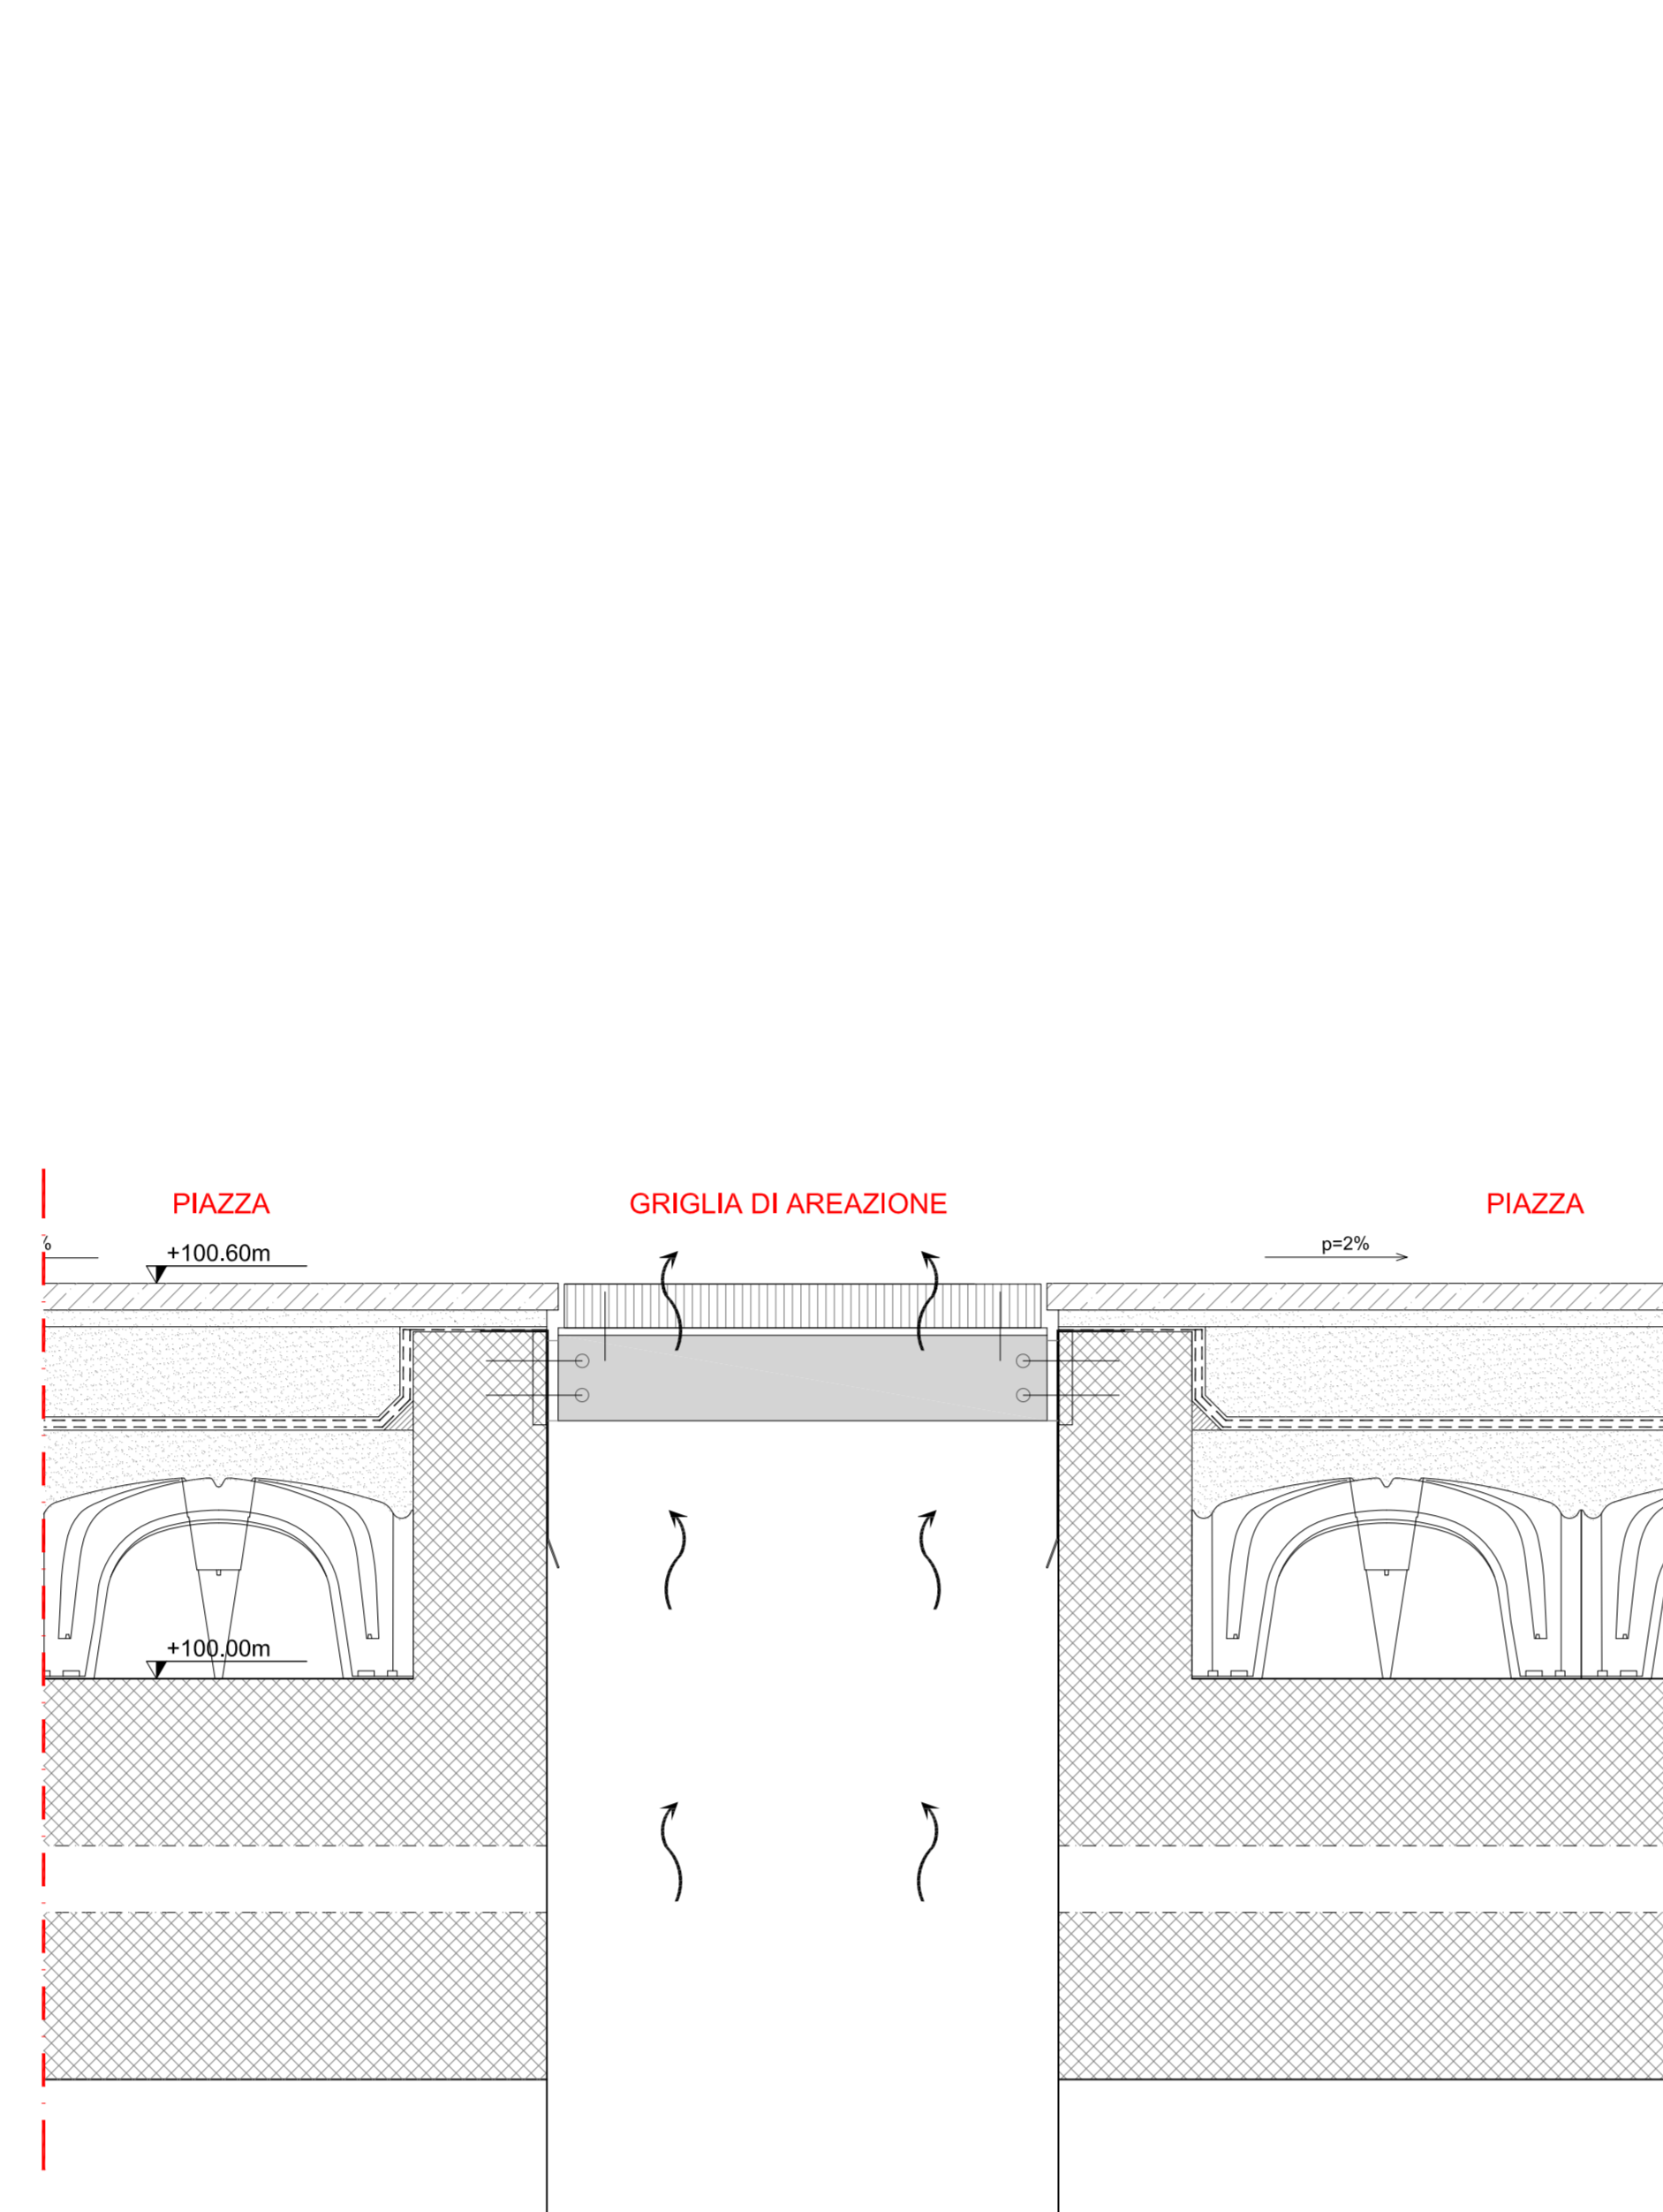 PIAZZA
GRIGLIA DI AREAZIONE
PIAZZA
%
+100.60m
p=2%
+100.00m